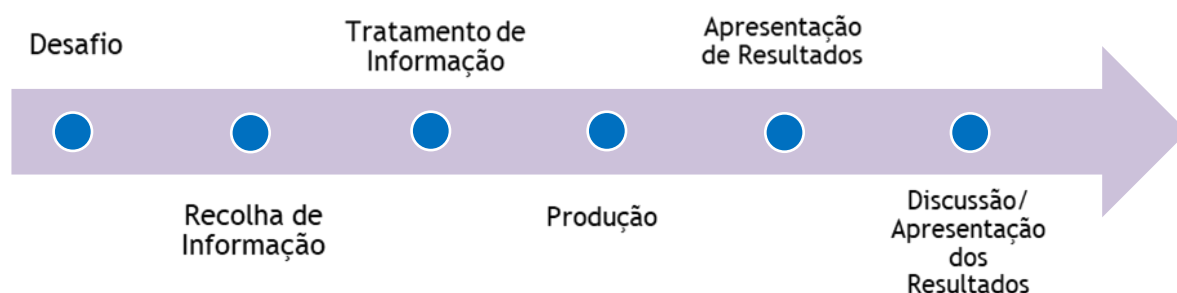 Desafio
Recolha de
Informação
Tratamento de
Informação
Produção
Apresentação
de Resultados
Discussão/
Apresentação
dos
Resultados